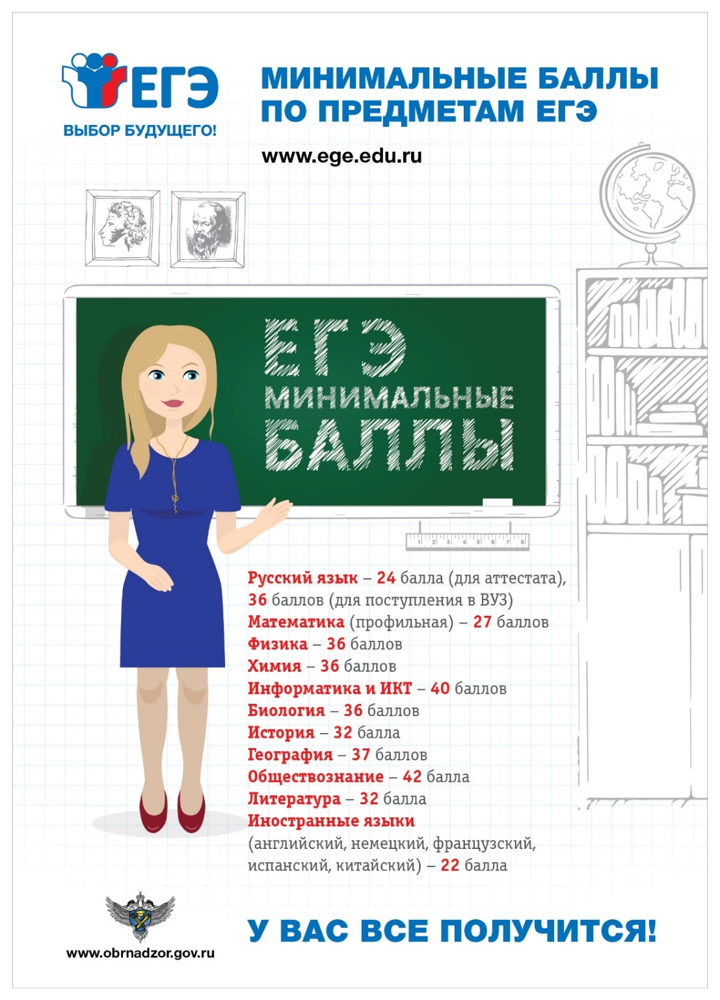 ЕГЭ
ВЫБОР БУДУЩЕГО!
МИНИМАЛЬНЫЕ БАЛЛЫ
ПО ПРЕДМЕТАМ ЕГЭ
www.ege.edu.ru
ЕГЭ
МИНИМАЛЬНЫЕ
БАЛЛЫ
1 2 3 4 5 6 7 8
Русский язык – 24 балла (для аттестата),
36 баллов (для поступления в ВУЗ)
Математика (профильная) – 27 баллов
Физика – 36 баллов
Химия – 36 баллов
Информатика и ИКТ – 40 баллов
Биология – 36 баллов
История – 32 балла
География – 37 баллов
Обществознание – 42 балла
Литература – 32 балла
Иностранные языки
(английский, немецкий, французский,
испанский, китайский) – 22 балла
www.obrnadzor.gov.ru
У ВАС ВСЕ ПОЛУЧИТСЯ!